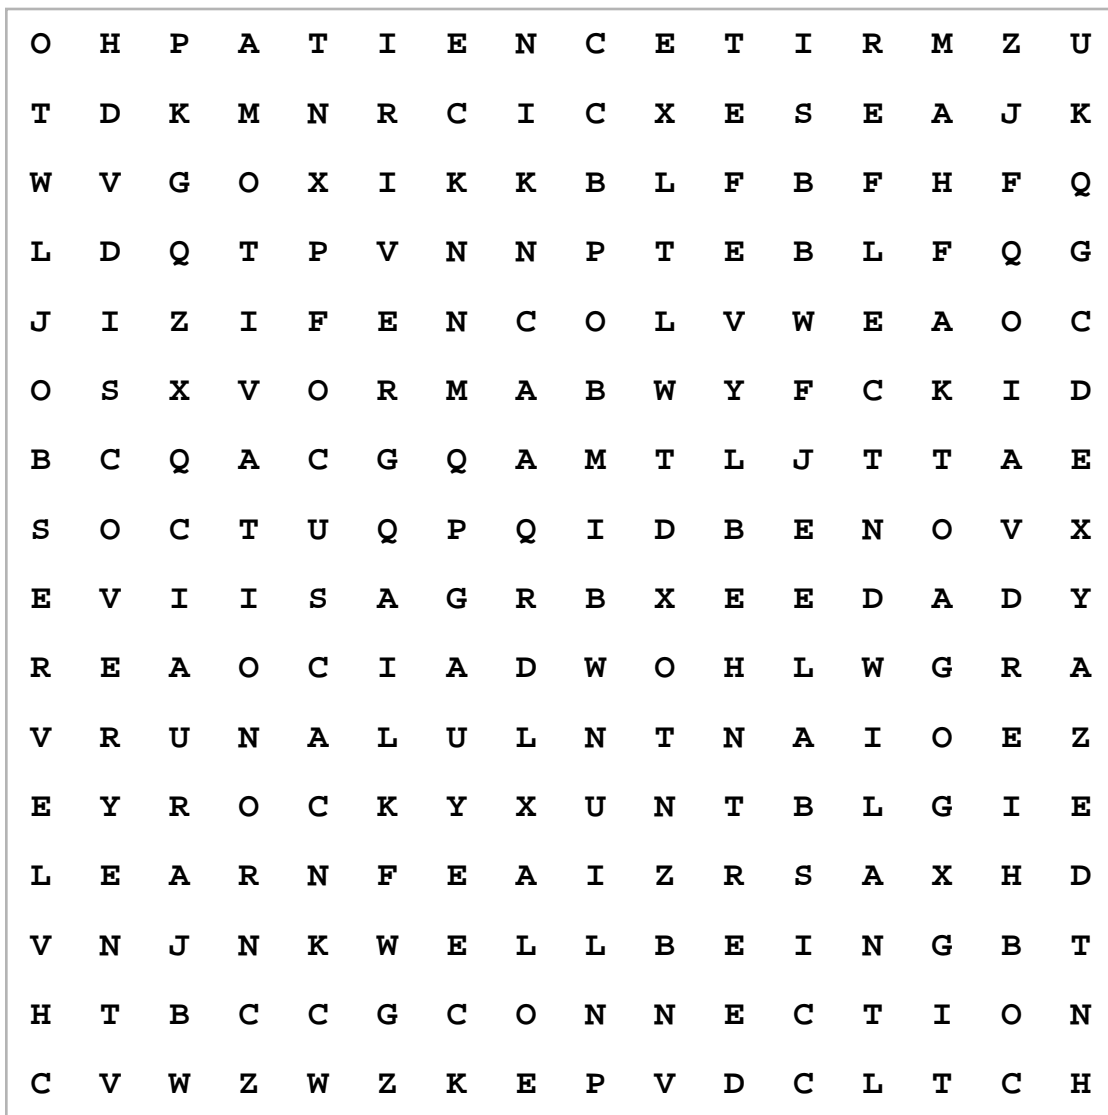 O H P A T I E N C E T I R M Z U
T D K M N R C I C X E S E A J K
W V G O X I K K B L F B F H F Q
L D Q T P V N N P T E B L F Q G
J I Z I F E N C O L V W E A O C
O S X V O R M A B W Y F C K I D
B C Q A C G Q A M T L J T T A E
S O C T U Q P Q I D B E N O V X
E V I I S A G R B X E E D A D Y
R E A O C I A D W O H L W G R A
V R U N A L U L N T N A I O E Z
E Y R O C K Y X U N T B L G I E
L E A R N F E A I Z R S A X H D
V N J N K W E L L B E I N G B T
H T B C C G C O N N E C T I O N
C V W Z W Z K E P V D C L T C H